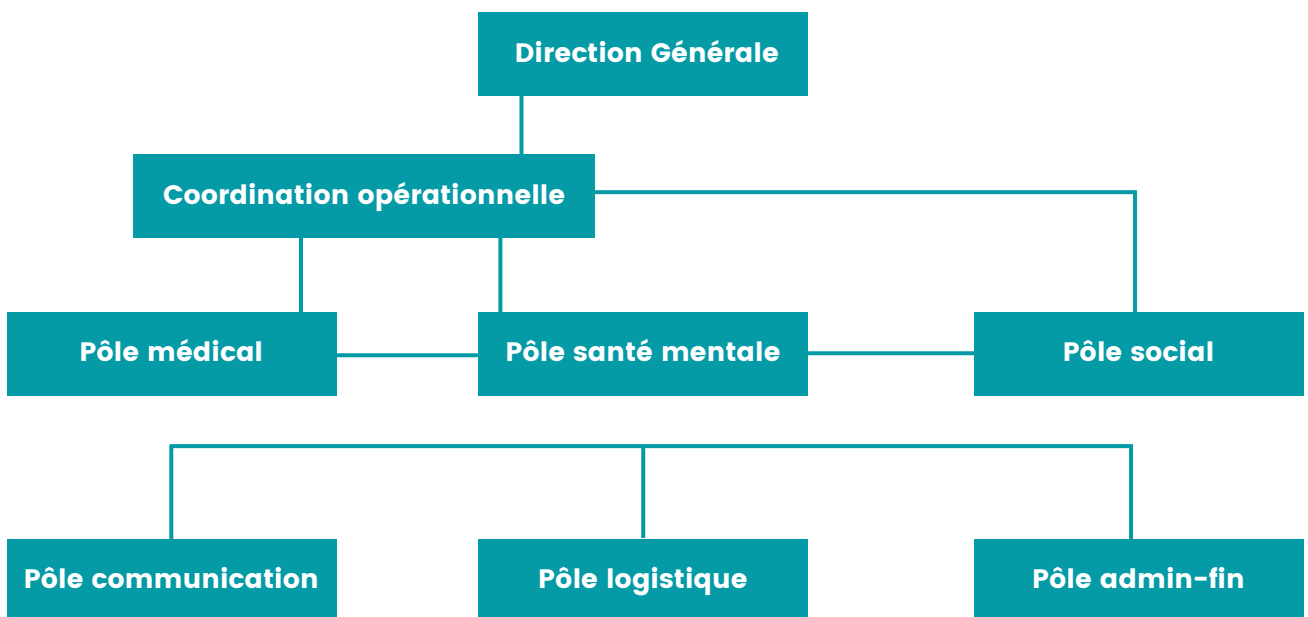 Direction Générale
Coordination opérationnelle
Pôle médical
Pôle santé mentale
Pôle social
Pôle communication
Pôle logistique
Pôle admin-fin